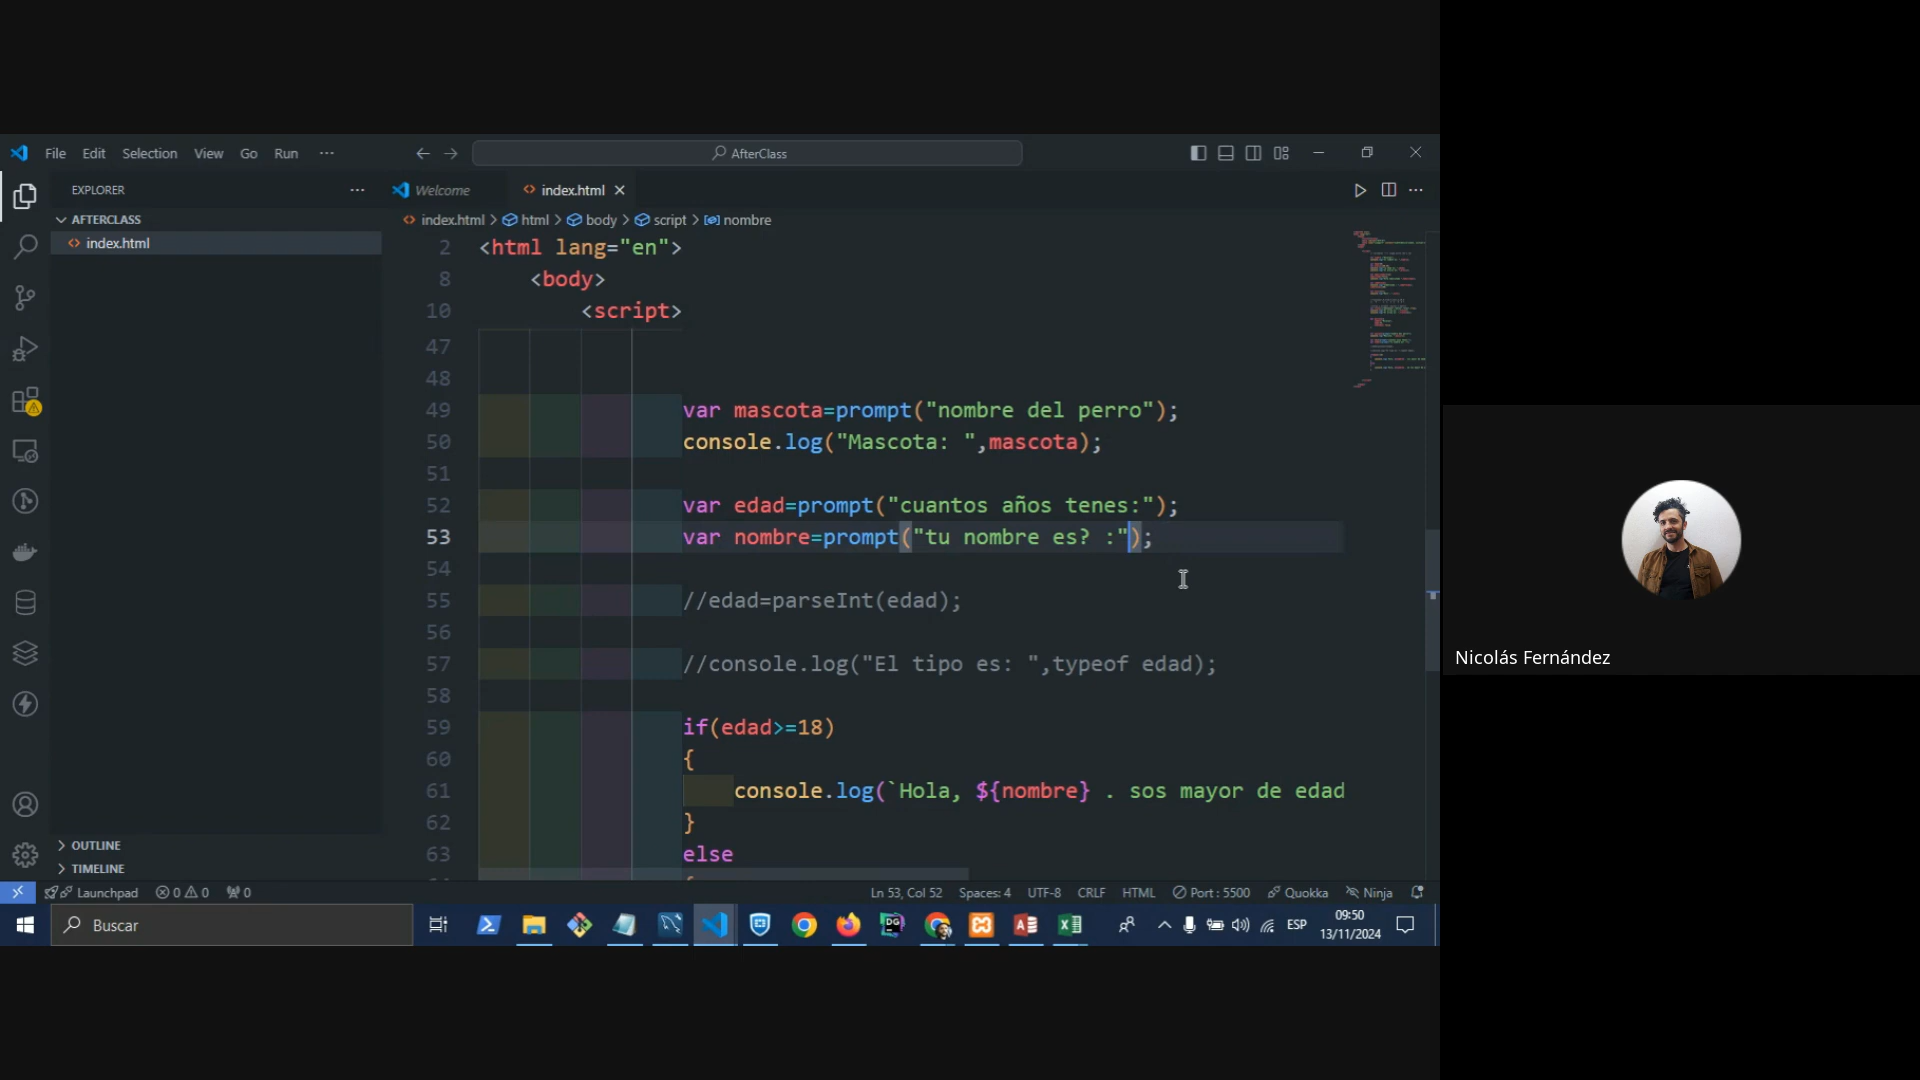 File Edit Selection View Go Run ··· AfterClass
EXPLORER ···
Welcome
index.html
AFTERCLASS
index.html
index.html > html > body > script > nombre
2 <html lang="en">
8 <body>
10 <script>
47
48
49 var mascota=prompt("nombre del perro");
50 console.log("Mascota: ",mascota);
51
52 var edad=prompt("cuantos años tenes:");
53 var nombre=prompt("tu nombre es? :");
54
55 //edad=parseInt(edad);
56
57 //console.log("El tipo es: ",typeof edad);
58
59 if(edad>=18)
60 {
61 console.log(`Hola, ${nombre} . sos mayor de edad
62 }
63 else
OUTLINE
TIMELINE
Launchpad 0 0 0 Ln 53, Col 52 Spaces: 4 UTF-8 CRLF HTML Port : 5500 Quokka Ninja
Buscar
ESP
09:50
13/11/2024
Nicolás Fernández